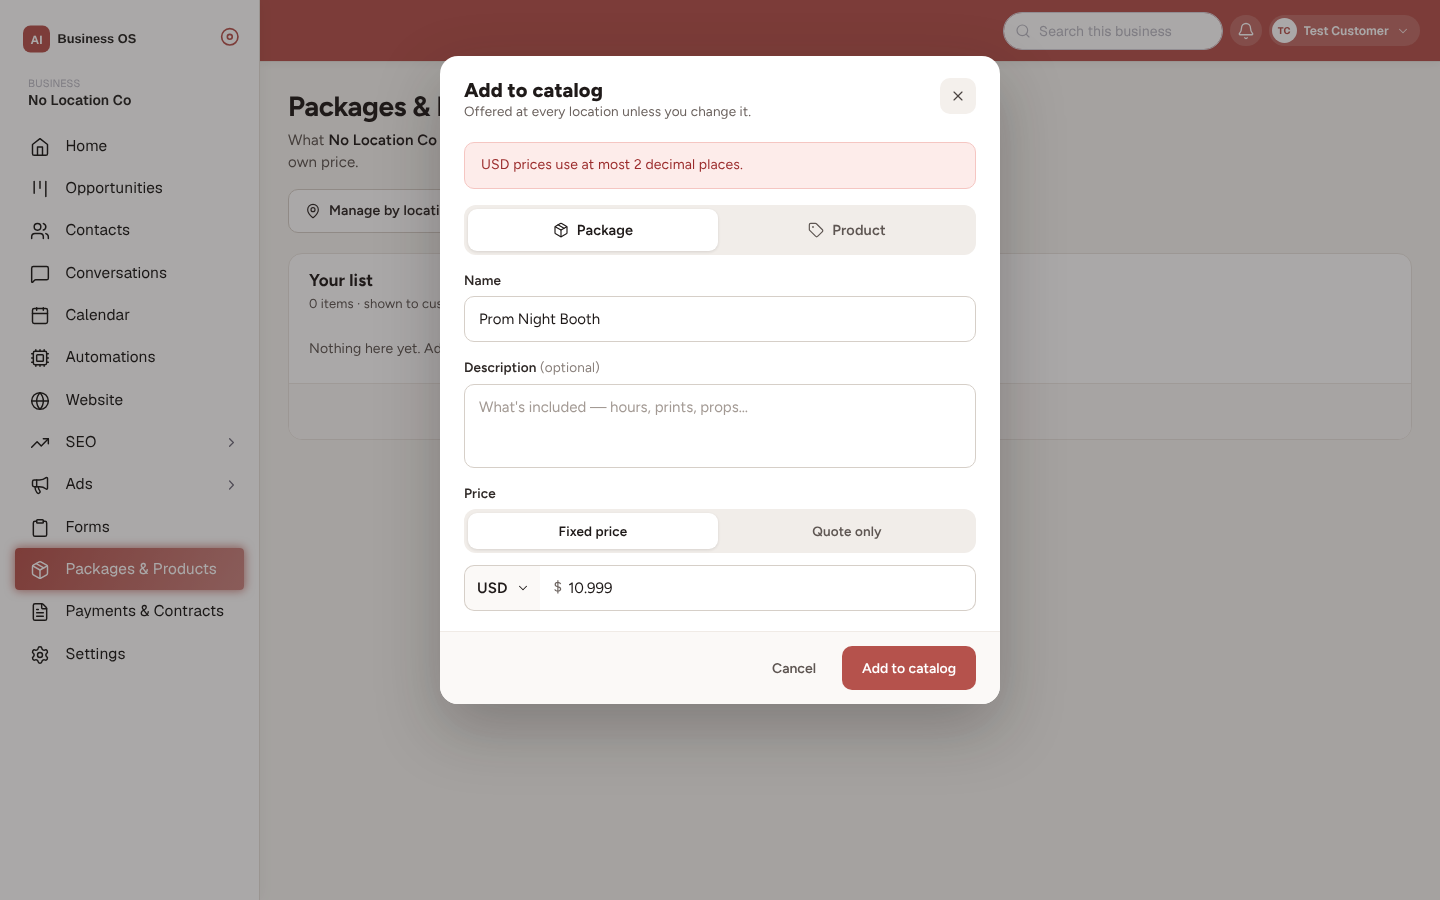 AI Business OS
BUSINESS
No Location Co
Home
Opportunities
Contacts
Conversations
Calendar
Automations
Website
SEO
Ads
Forms
Packages & Products
Payments & Contracts
Settings
Search this business
TC Test Customer
Packages &
What No Location Co
own price.
Manage by locati
Your list
0 items · shown to cus
Nothing here yet. Ad
Add to catalog
Offered at every location unless you change it.
USD prices use at most 2 decimal places.
Package Product
Name
Prom Night Booth
Description (optional)
What's included — hours, prints, props...
Price
Fixed price Quote only
USD $ 10.999
Cancel Add to catalog